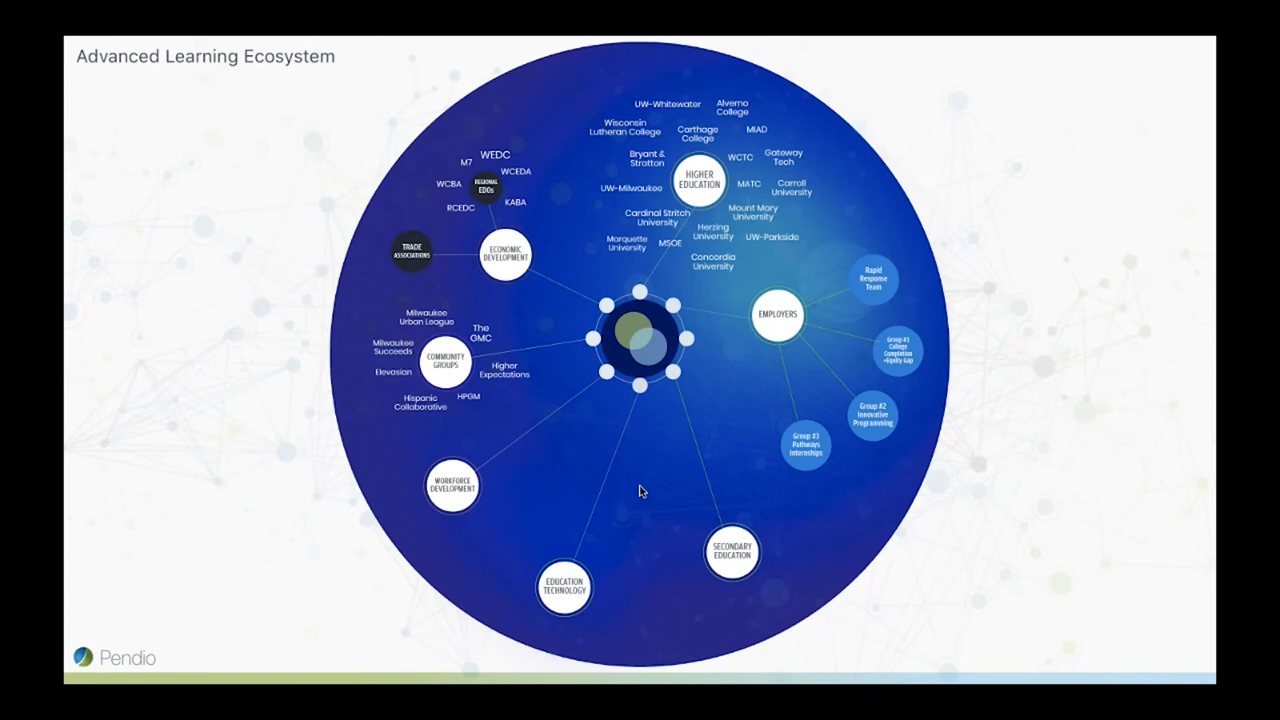 Advanced Learning Ecosystem
UW-Whitewater
Alverno
College
Wisconsin
Lutheran College
Carthage
College
MIAD
Bryant &
Stratton
HIGHER
EDUCATION
WCTC
Gateway
Tech
UW-Milwaukee
MATC
Carroll
University
Cardinal Stritch
University
Mount Mary
University
Marquette
University
MSOE
Herzing
University
UW-Parkside
Concordia
University
M7
WEDC
WCEDA
WCBA
REGIONAL
EDOs
RCEDC
KABA
TRADE
ASSOCIATIONS
ECONOMIC
DEVELOPMENT
EMPLOYERS
Rapid
Response
Team
Group #1
College
Completion
+Equity Gap
Group #2
Innovative
Programming
Group #3
Pathways
Internships
Milwaukee
Urban League
The
GMC
Milwaukee
Succeeds
COMMUNITY
GROUPS
Elevasian
Higher
Expectations
Hispanic
Collaborative
HPGM
WORKFORCE
DEVELOPMENT
EDUCATION
TECHNOLOGY
SECONDARY
EDUCATION
Pendio